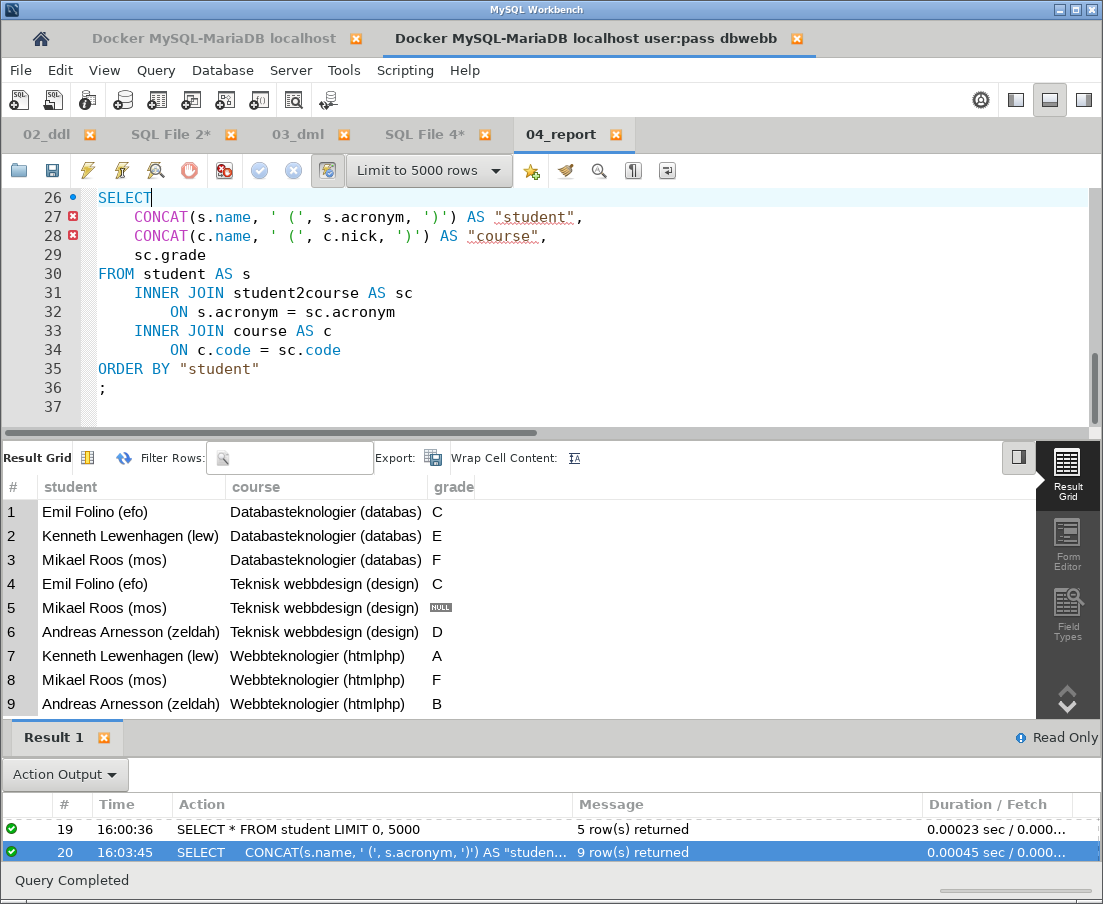 MySQL Workbench
Docker MySQL-MariaDB localhost Docker MySQL-MariaDB localhost user:pass dbwebb
File Edit View Query Database Server Tools Scripting Help
02_ddl SQL File 2* 03_dml SQL File 4* 04_report
Limit to 5000 rows
26 SELECT
27 CONCAT(s.name, ' (', s.acronym, ')') AS "student",
28 CONCAT(c.name, ' (', c.nick, ')') AS "course",
29 sc.grade
30 FROM student AS s
31 INNER JOIN student2course AS sc
32 ON s.acronym = sc.acronym
33 INNER JOIN course AS c
34 ON c.code = sc.code
35 ORDER BY "student"
36 ;
37
Result Grid Filter Rows: Export: Wrap Cell Content:
# student course grade
1 Emil Folino (efo) Databasteknologier (databas) C
2 Kenneth Lewenhagen (lew) Databasteknologier (databas) E
3 Mikael Roos (mos) Databasteknologier (databas) F
4 Emil Folino (efo) Teknisk webbdesign (design) C
5 Mikael Roos (mos) Teknisk webbdesign (design) NULL
6 Andreas Arnesson (zeldah) Teknisk webbdesign (design) D
7 Kenneth Lewenhagen (lew) Webbteknologier (htmlphp) A
8 Mikael Roos (mos) Webbteknologier (htmlphp) F
9 Andreas Arnesson (zeldah) Webbteknologier (htmlphp) B
Result
Grid
Form
Editor
Field
Types
Result 1 Read Only
Action Output
# Time Action Message Duration / Fetch
19 16:00:36 SELECT * FROM student LIMIT 0, 5000 5 row(s) returned 0.00023 sec / 0.000...
20 16:03:45 SELECT CONCAT(s.name, ' (', s.acronym, ')') AS "studen... 9 row(s) returned 0.00045 sec / 0.000...
Query Completed